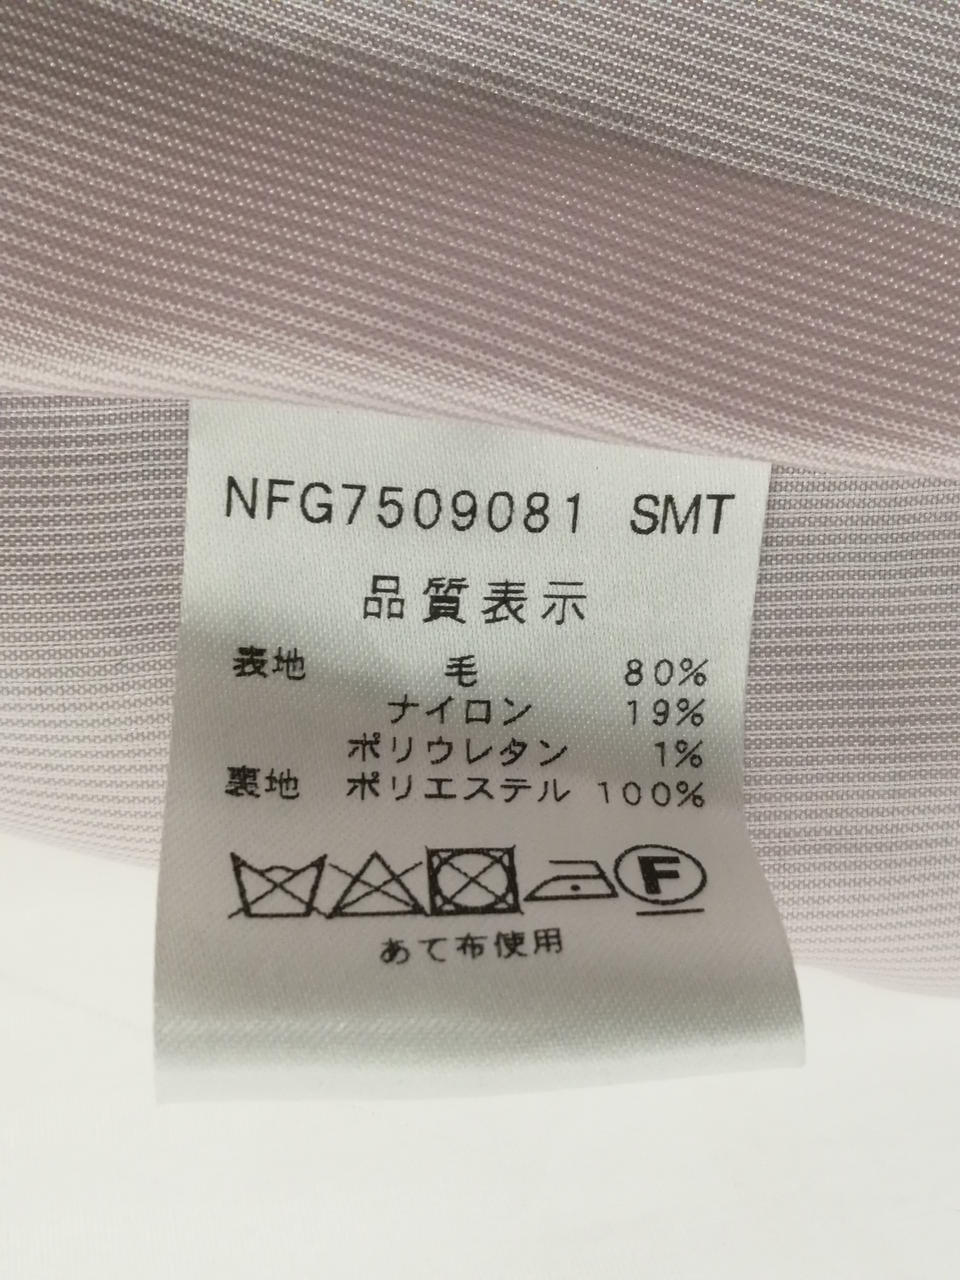 NFG7509081 SMT
品質表示
表地 毛 80%
ナイロン 19%
ポリウレタン 1%
裏地 ポリエステル 100%
F
あて布使用